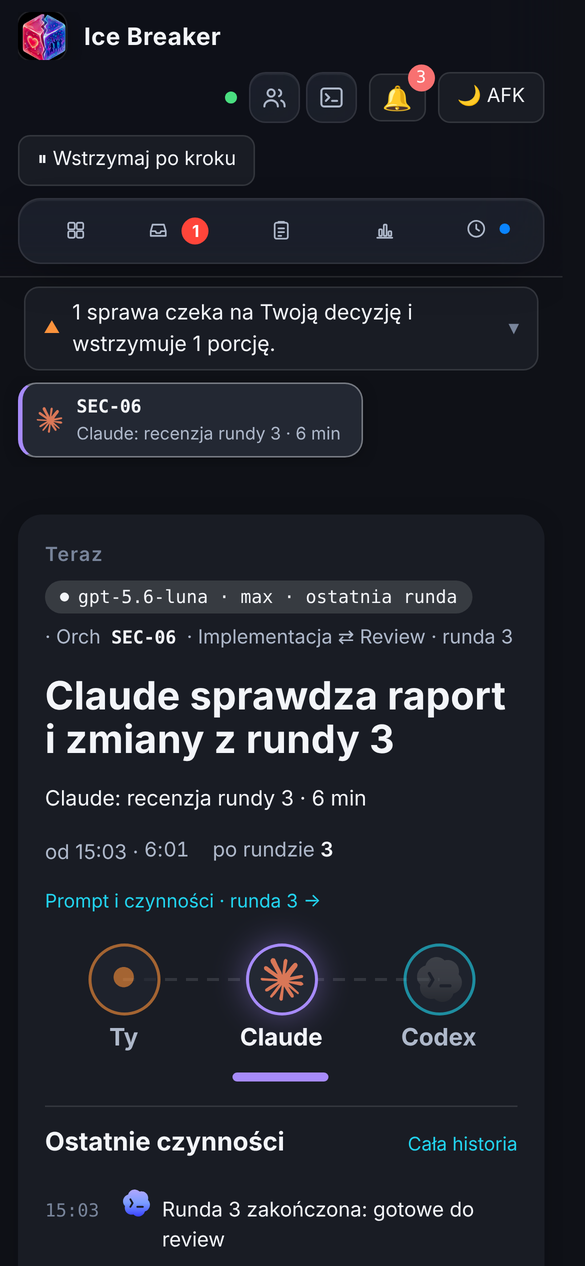 Ice Breaker
3
🌙 AFK
⏸ Wstrzymaj po kroku
1
1 sprawa czeka na Twoją decyzję i
wstrzymuje 1 porcję.
SEC-06
Claude: recenzja rundy 3 · 6 min
Teraz
gpt-5.6-luna · max · ostatnia runda
· Orch SEC-06 · Implementacja ⇄ Review · runda 3
Claude sprawdza raport
i zmiany z rundy 3
Claude: recenzja rundy 3 · 6 min
od 15:03 · 6:01 po rundzie 3
Prompt i czynności · runda 3 →
Ty Claude Codex
Ostatnie czynności Cała historia
15:03 Runda 3 zakończona: gotowe do
review